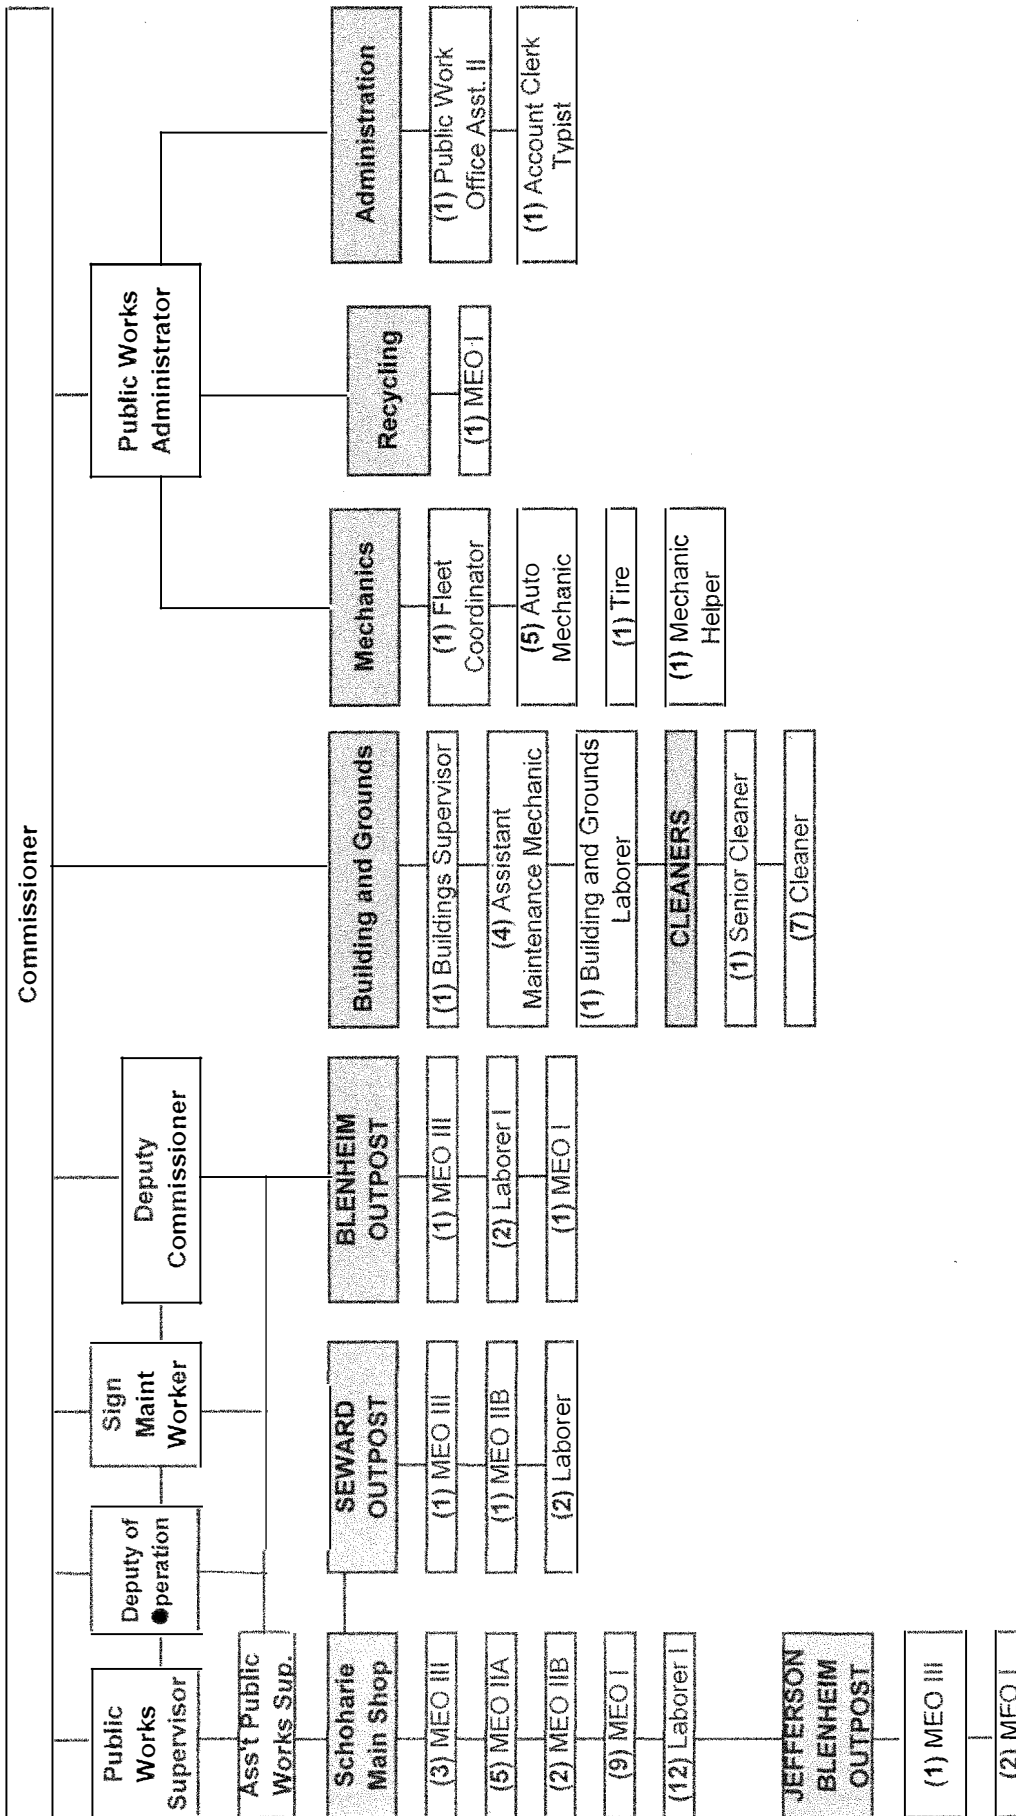 Commissioner
Public
Works
Supervisor
Deputy of
peration
Sign
Maint
Worker
Deputy
Commissioner
Public Works
Administrator
Ass't Public
Works Sup.
Schoharie
Main Shop
(3) MEO III
(5) MEO IIA
(2) MEO IIB
(9) MEO I
(12) Laborer I
JEFFERSON
BLENHEIM
OUTPOST
(1) MEO III
(2) MEO I
SEWARD
OUTPOST
(1) MEO III
(1) MEO IIB
(2) Laborer
BLENHEIM
OUTPOST
(1) MEO III
(2) Laborer I
(1) MEO I
Building and Grounds
(1) Buildings Supervisor
(4) Assistant
Maintenance Mechanic
(1) Building and Grounds
Laborer
CLEANERS
(1) Senior Cleaner
(7) Cleaner
Mechanics
(1) Fleet
Coordinator
(5) Auto
Mechanic
(1) Tire
(1) Mechanic
Helper
Recycling
(1) MEO I
Administration
(1) Public Work
Office Asst. II
(1) Account Clerk
Typist